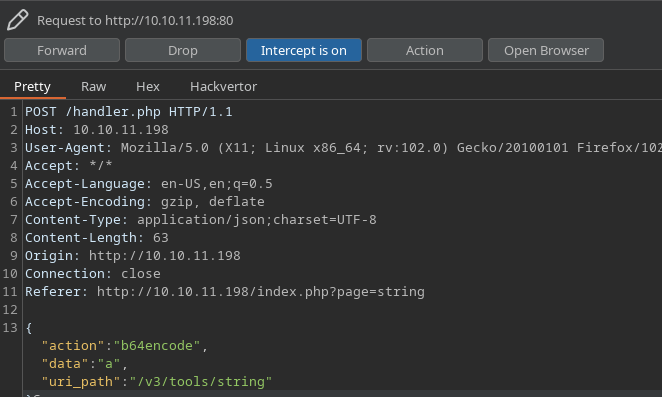 Request to http://10.10.11.198:80
Forward Drop Intercept is on Action Open Browser
Pretty Raw Hex Hackvertor
1 POST /handler.php HTTP/1.1
2 Host: 10.10.11.198
3 User-Agent: Mozilla/5.0 (X11; Linux x86_64; rv:102.0) Gecko/20100101 Firefox/102
4 Accept: */*
5 Accept-Language: en-US,en;q=0.5
6 Accept-Encoding: gzip, deflate
7 Content-Type: application/json;charset=UTF-8
8 Content-Length: 63
9 Origin: http://10.10.11.198
10 Connection: close
11 Referer: http://10.10.11.198/index.php?page=string
12
13 {
"action":"b64encode",
"data":"a",
"uri_path":"/v3/tools/string"